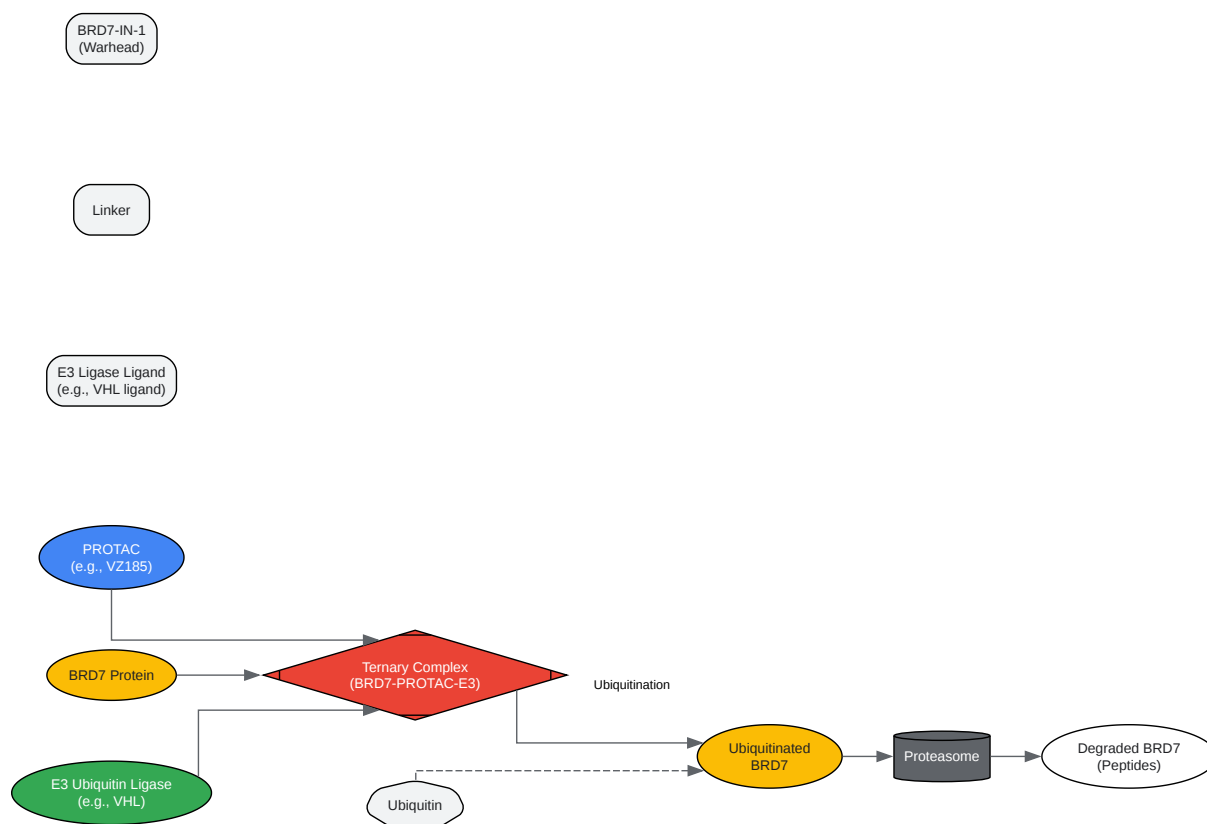 BRD7-IN-1
(Warhead)
Linker
E3 Ligase Ligand
(e.g., VHL ligand)
PROTAC
(e.g., VZ185)
BRD7 Protein
Ternary Complex
(BRD7-PROTAC-E3)
Ubiquitination
E3 Ubiquitin Ligase
(e.g., VHL)
Ubiquitin
Ubiquitinated
BRD7
Proteasome
Degraded BRD7
(Peptides)